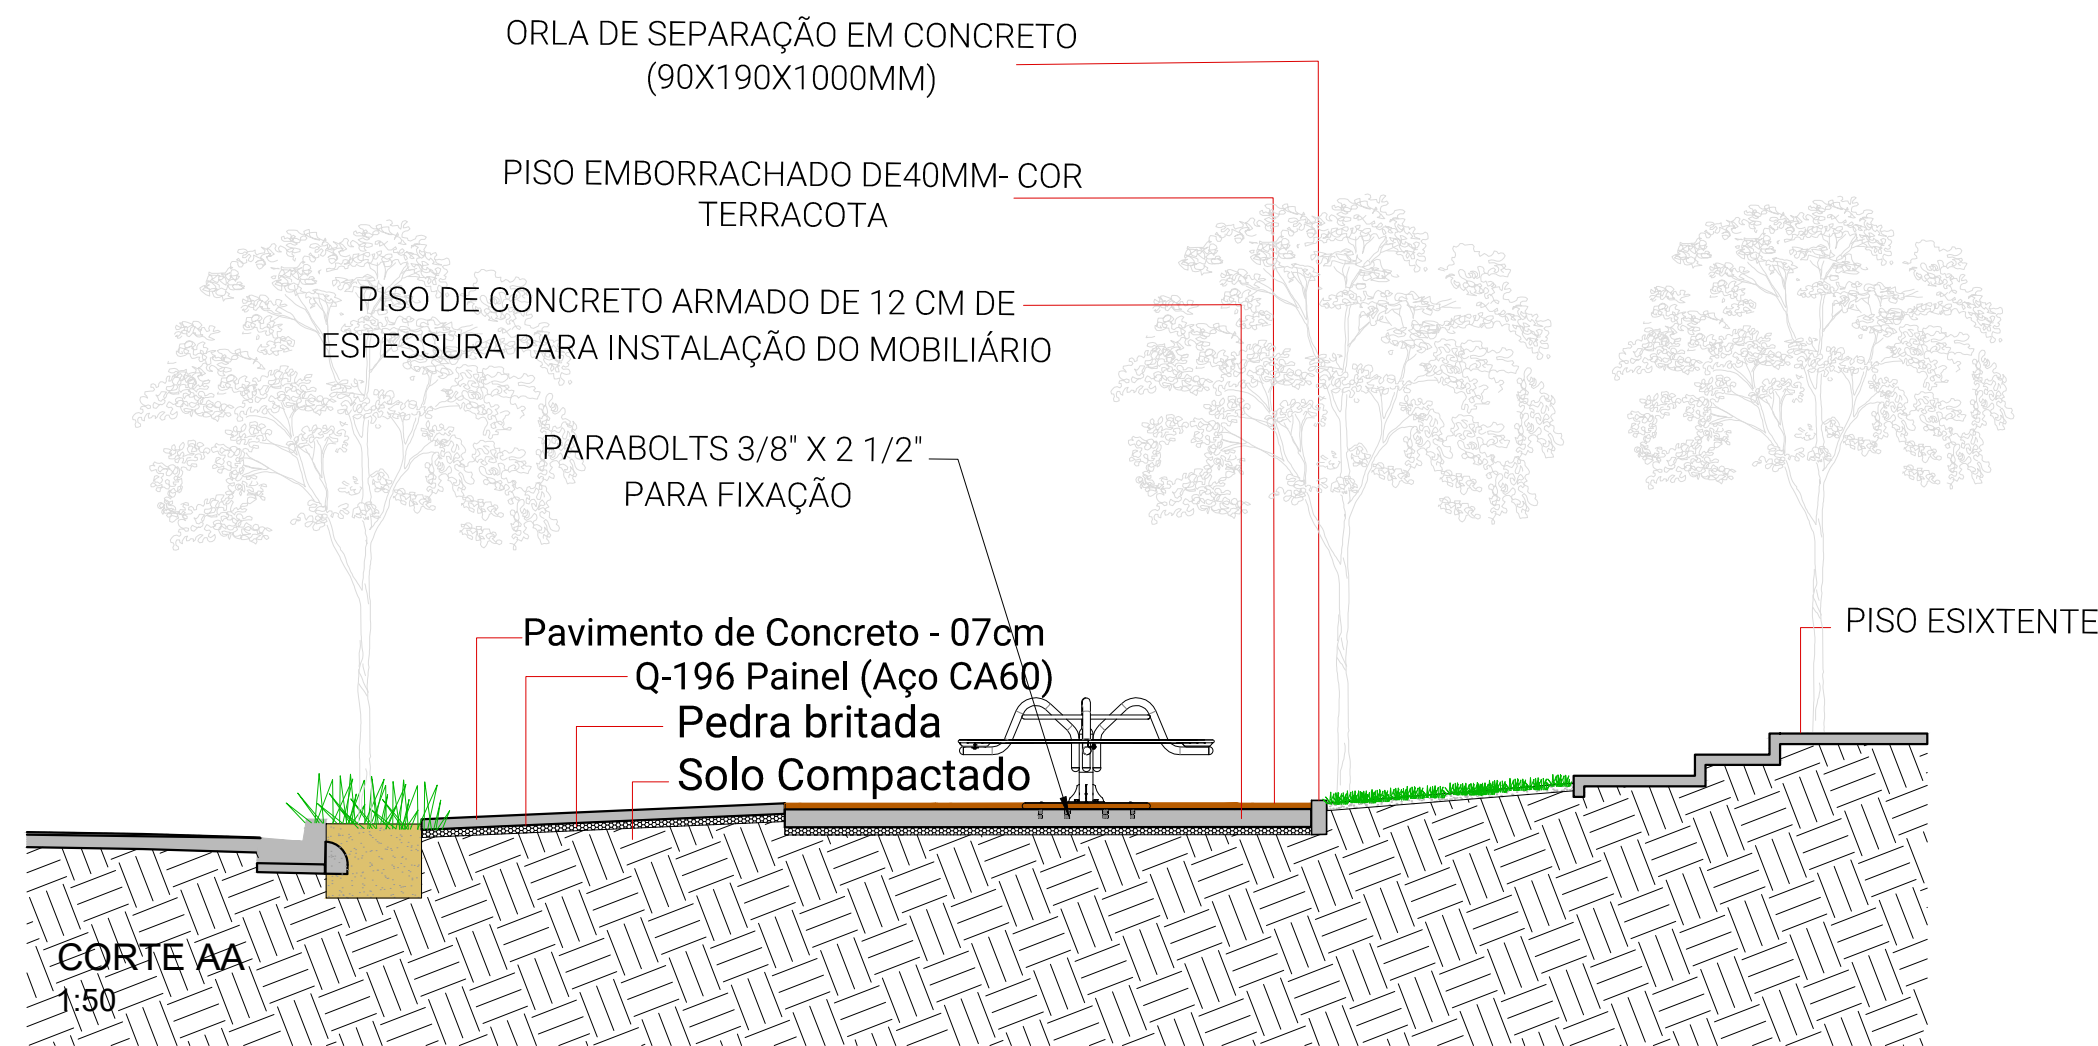 ORLA DE SEPARAÇÃO EM CONCRETO
(90X190X1000MM)
PISO EMBORRACHADO DE40MM- COR
TERRACOTA
PISO DE CONCRETO ARMADO DE 12 CM DE
ESPESSURA PARA INSTALAÇÃO DO MOBILIÁRIO
PARABOLTS 3/8" X 2 1/2"
PARA FIXAÇÃO
PISO ESIXTENTE
Pavimento de Concreto - 07cm
Q-196 Painel (Aço CA60)
Pedra britada
Solo Compactado
CORTE AA
1:50